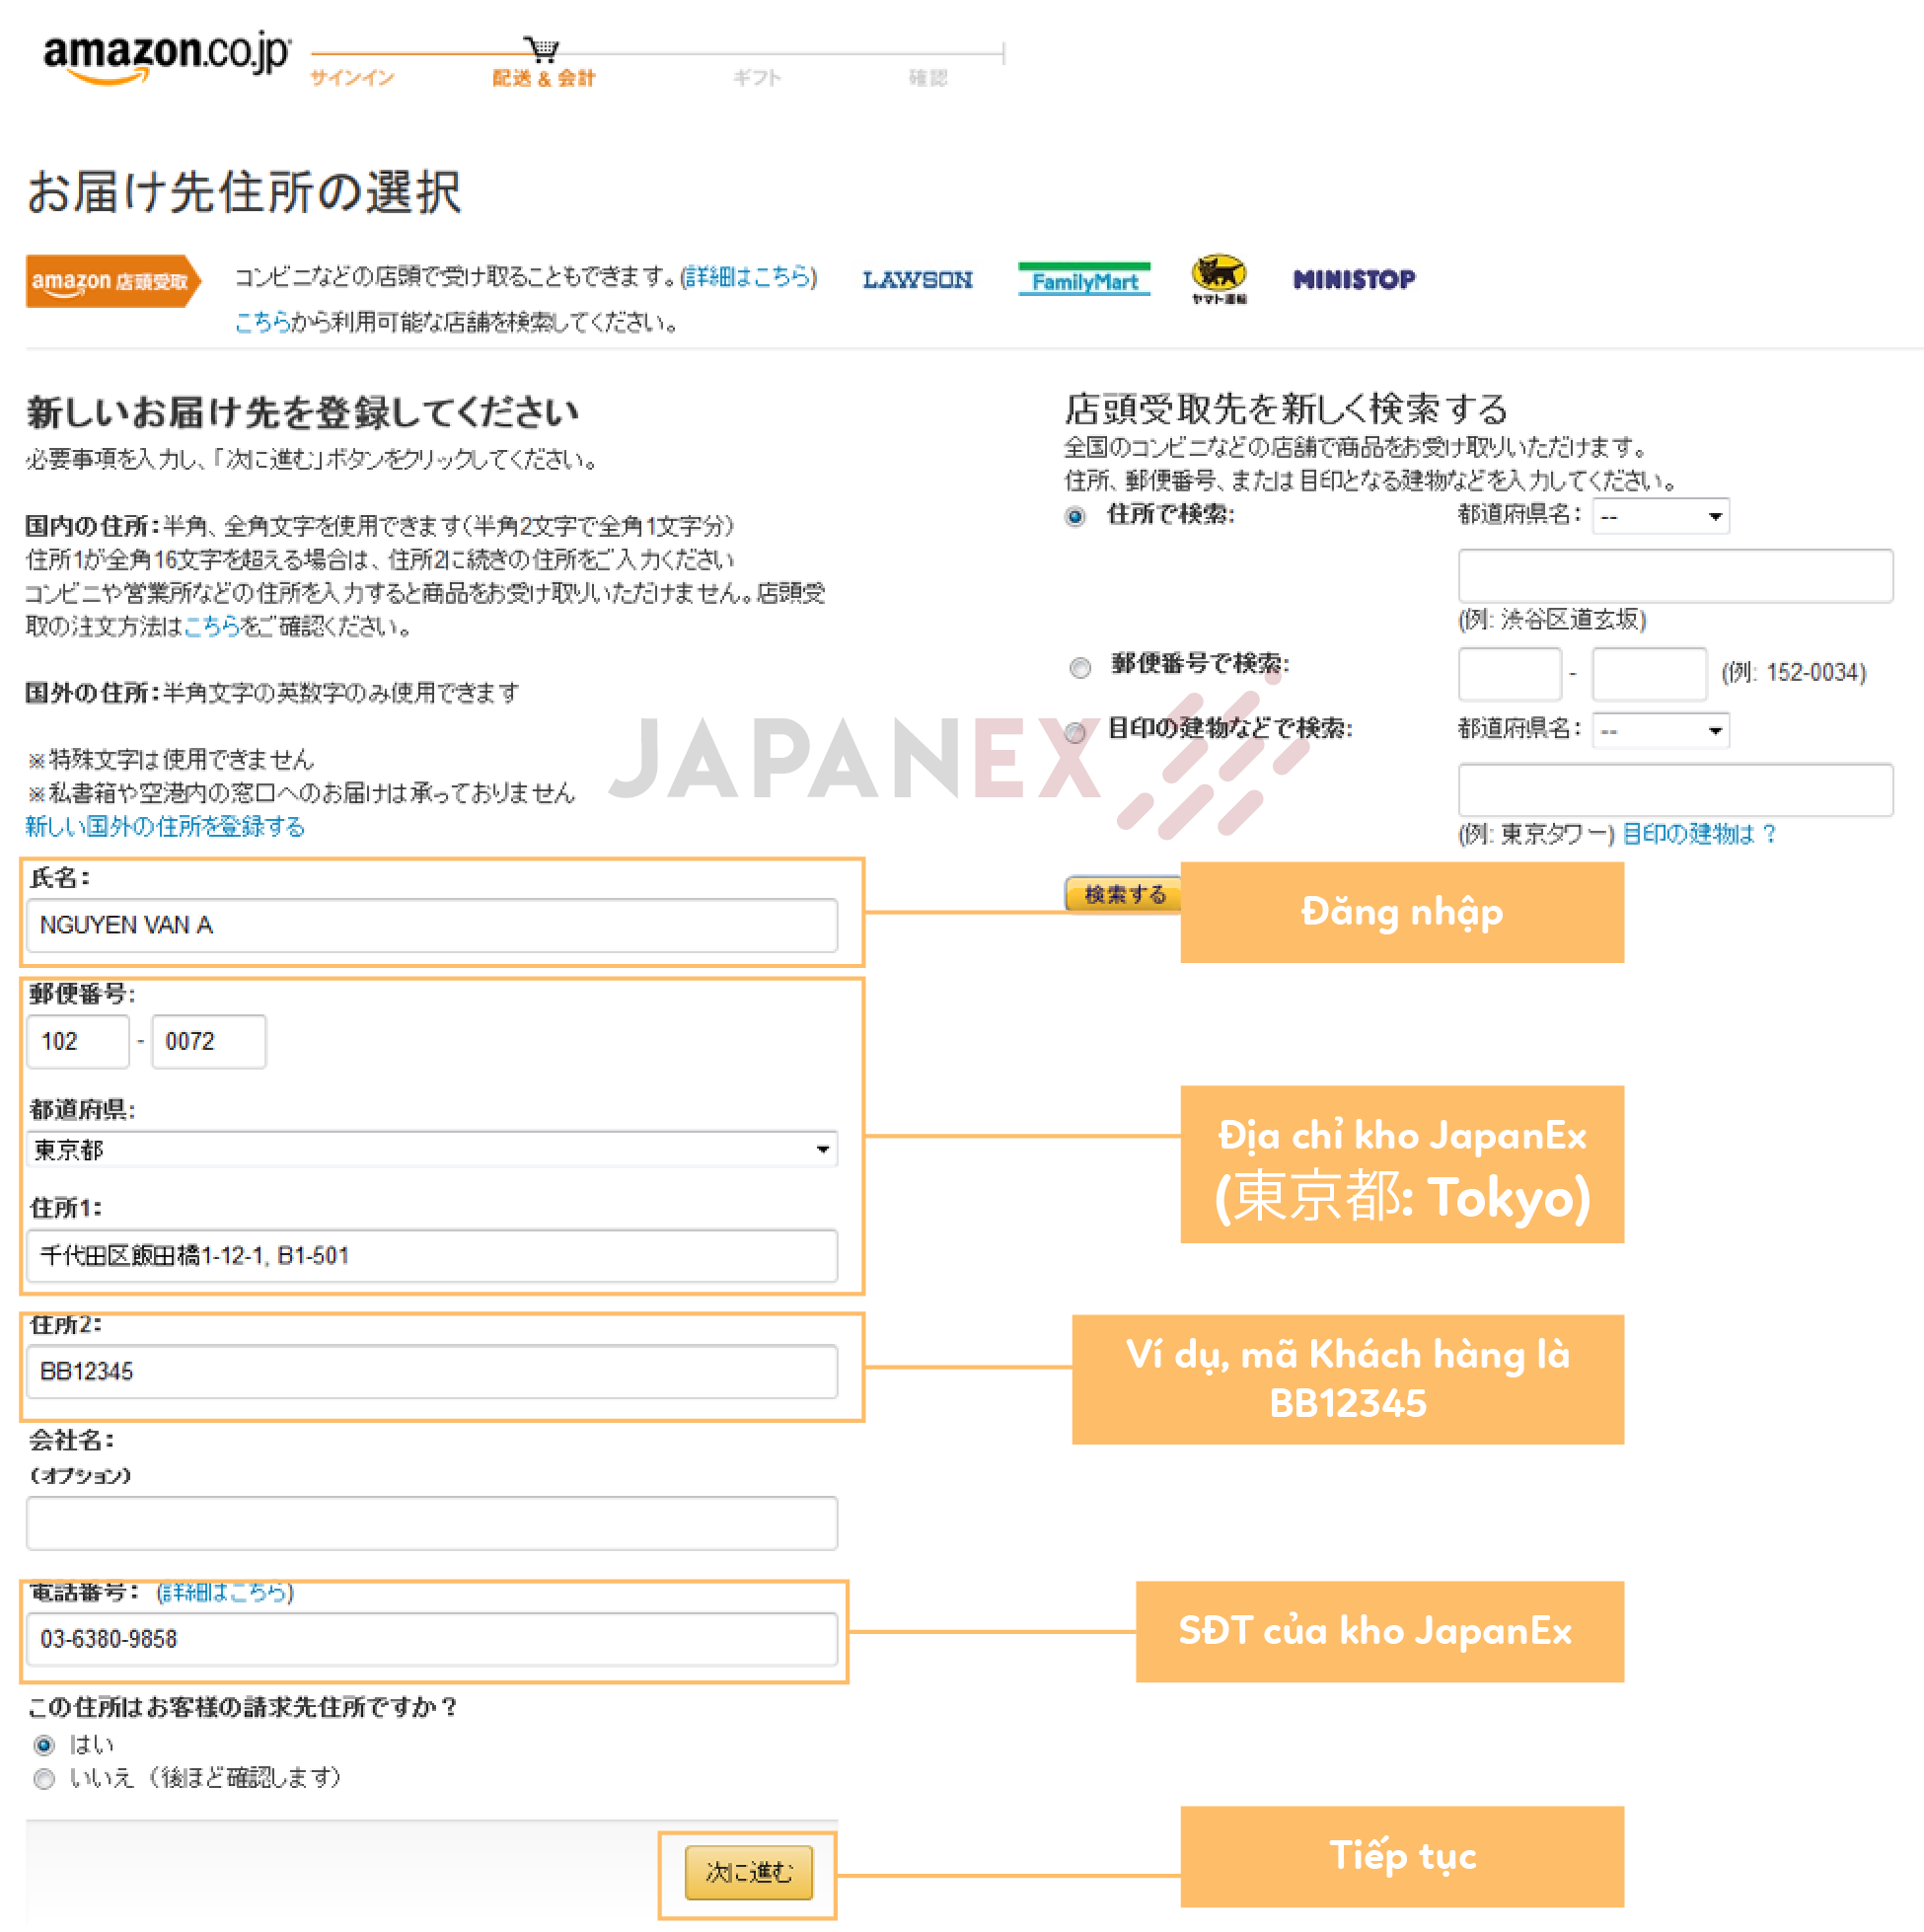 amazon.co.jp
サインイン 配送 & 会計 ギフト 確認
お届け先住所の選択
amazon 店頭受取
コンビニなどの店頭で受け取ることもできます。(詳細はこちら)
こちらから利用可能な店舗を検索してください。
LAWSON FamilyMart ヤマト運輸 MINISTOP
新しいお届け先を登録してください
必要事項を入力し、「次に進む」ボタンをクリックしてください。
国内の住所：半角、全角文字を使用できます（半角2文字で全角1文字分）
住所1が全角16文字を超える場合は、住所2に続きの住所をご入力ください
コンビニや営業所などの住所を入力すると商品をお受け取りいただけません。店頭受
取の注文方法はこちらをご確認ください。
国外の住所：半角文字の英数字のみ使用できます
※特殊文字は使用できません
※私書箱や空港内の窓口へのお届けは承っておりません
新しい国外の住所を登録する
店頭受取先を新しく検索する
全国のコンビニなどの店舗で商品をお受け取りいただけます。
住所、郵便番号、または目印となる建物などを入力してください。
住所で検索: 都道府県名： --
(例: 渋谷区道玄坂)
郵便番号で検索: - (例: 152-0034)
目印の建物などで検索: 都道府県名： --
(例: 東京タワー) 目印の建物は？
検索する
JAPANEX
氏名：
NGUYEN VAN A
Đăng nhập
郵便番号:
102 - 0072
都道府県:
東京都
住所1：
千代田区飯田橋1-12-1, B1-501
Địa chỉ kho JapanEx
(東京都: Tokyo)
住所2：
BB12345
Ví dụ, mã Khách hàng là
BB12345
会社名：
（オプション）
電話番号： (詳細はこちら)
03-6380-9858
SĐT của kho JapanEx
この住所はお客様の請求先住所ですか？
はい
いいえ（後ほど確認します）
次に進む
Tiếp tục